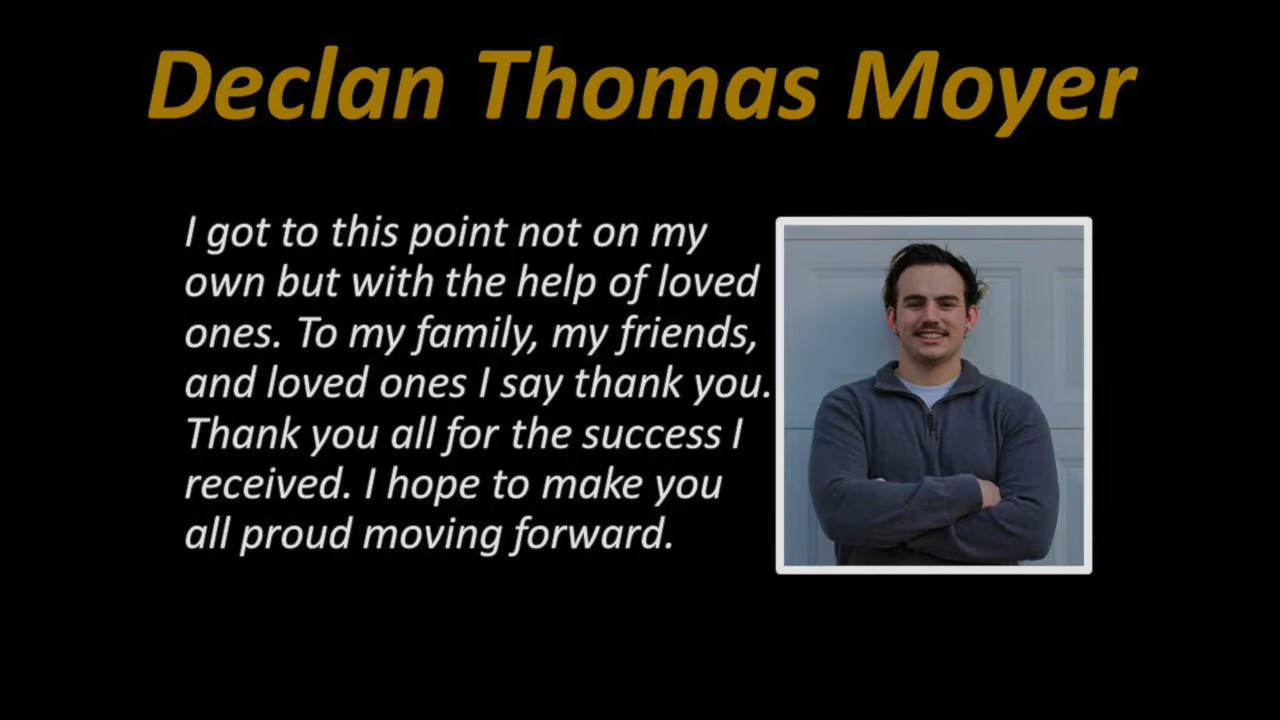 Declan Thomas Moyer
I got to this point not on my
own but with the help of loved
ones. To my family, my friends,
and loved ones I say thank you.
Thank you all for the success I
received. I hope to make you
all proud moving forward.